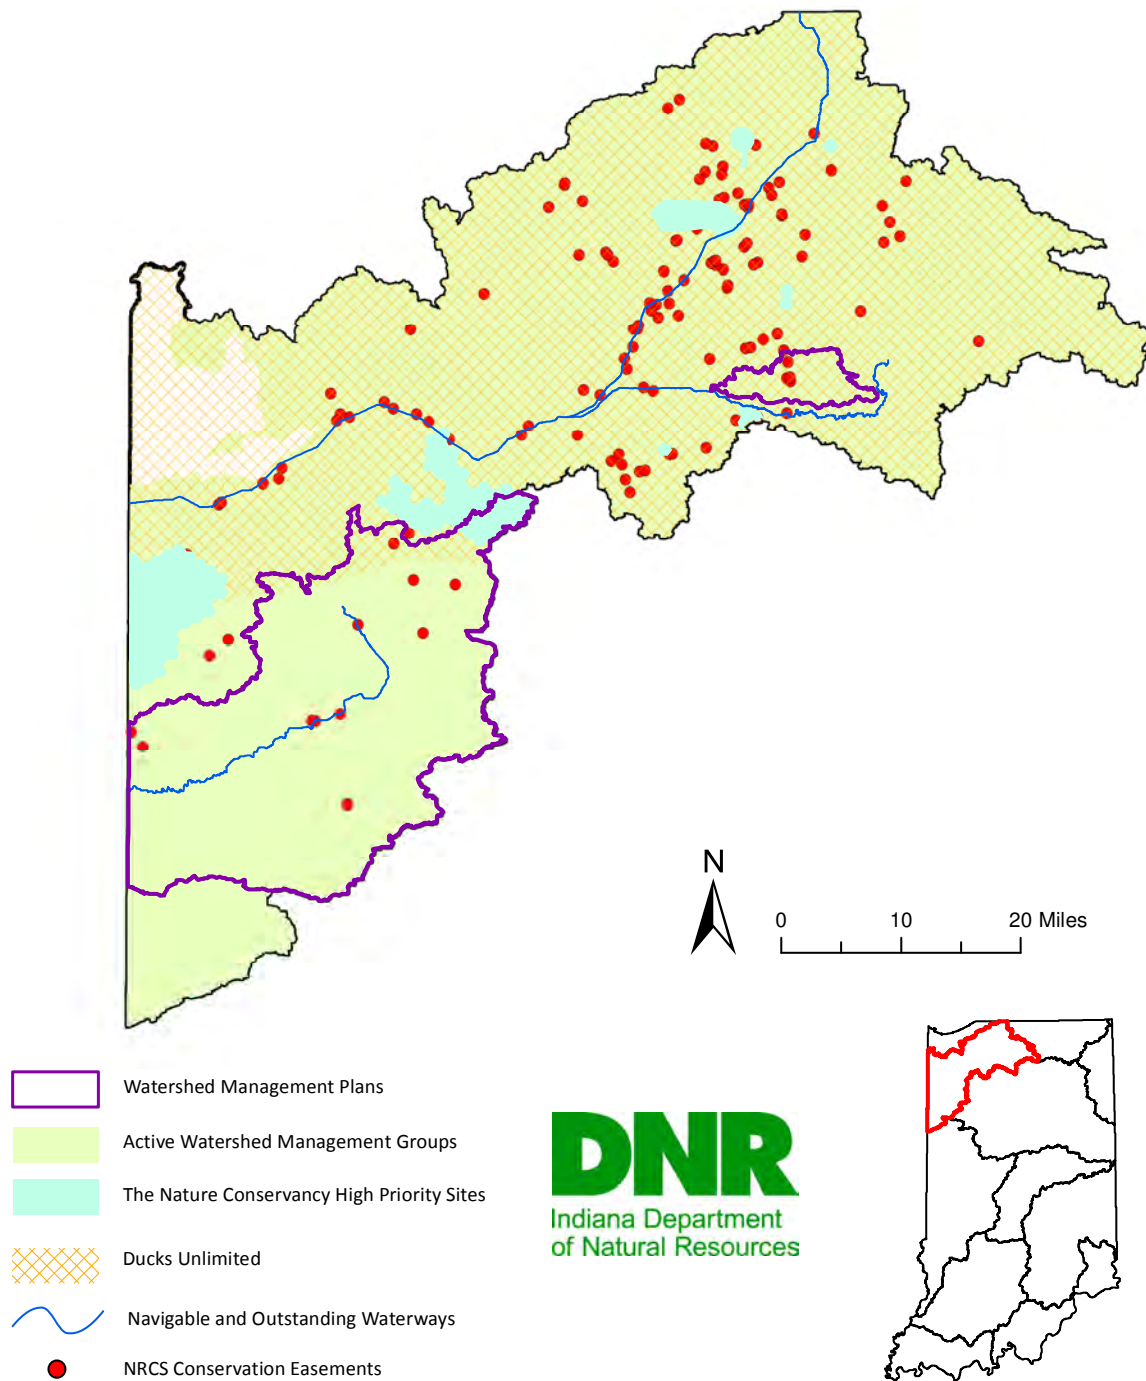 N
0 10 20 Miles
Watershed Management Plans
Active Watershed Management Groups
The Nature Conservancy High Priority Sites
Ducks Unlimited
Navigable and Outstanding Waterways
NRCS Conservation Easements
DNR
Indiana Department
of Natural Resources